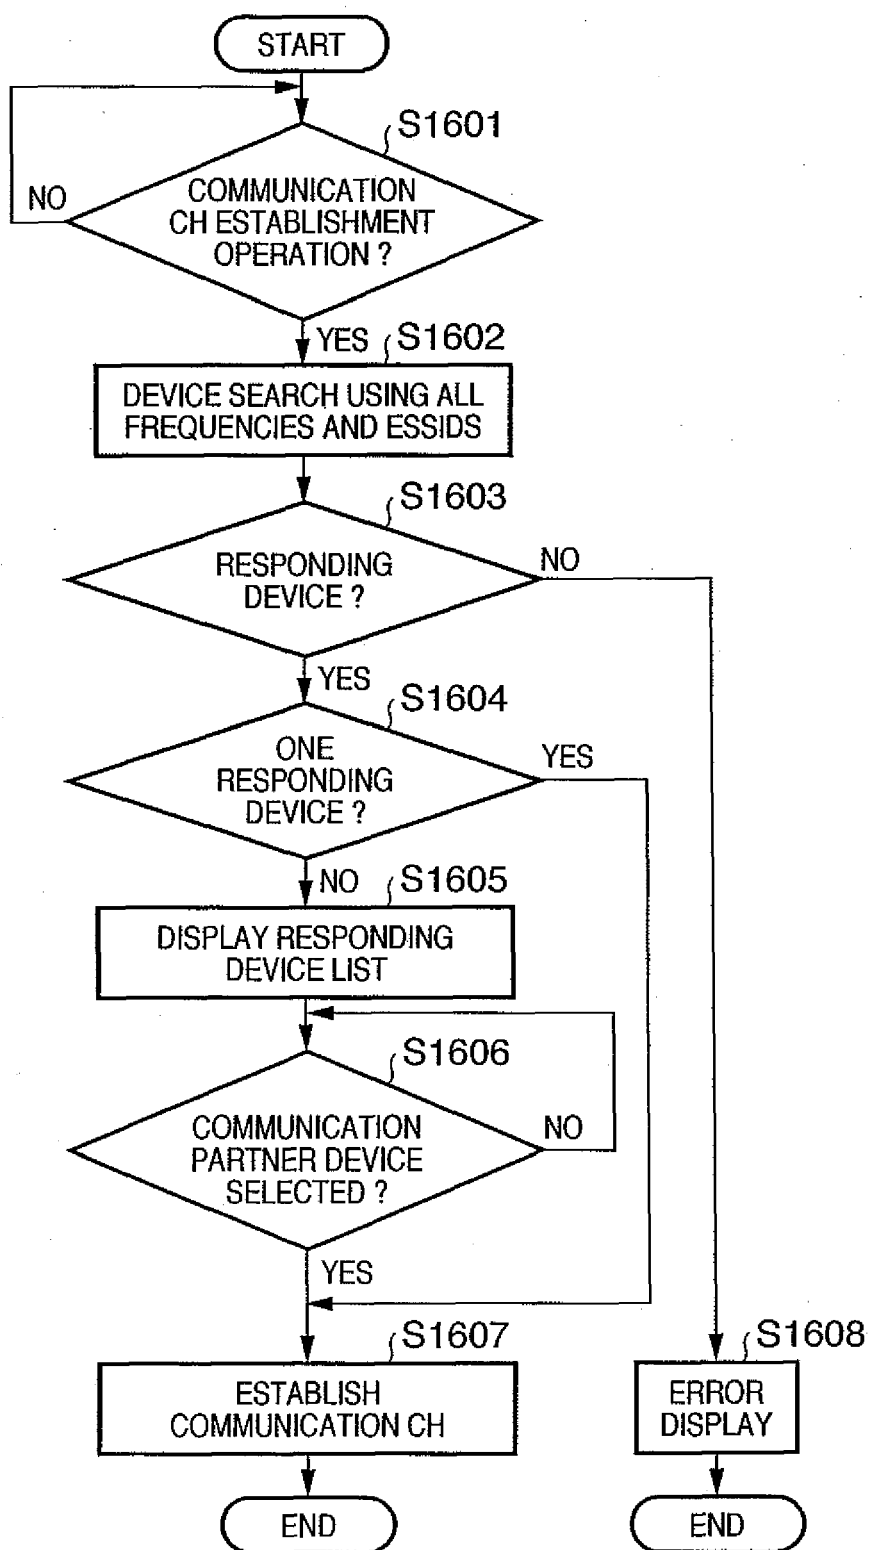 START
S1601
COMMUNICATION
CH ESTABLISHMENT
OPERATION ?
NO
YES
S1602
DEVICE SEARCH USING ALL
FREQUENCIES AND ESSIDS
S1603
RESPONDING
DEVICE ?
NO
YES
S1604
ONE
RESPONDING
DEVICE ?
YES
NO
S1605
DISPLAY RESPONDING
DEVICE LIST
S1606
COMMUNICATION
PARTNER DEVICE
SELECTED ?
NO
YES
S1607
ESTABLISH
COMMUNICATION CH
S1608
ERROR
DISPLAY
END
END